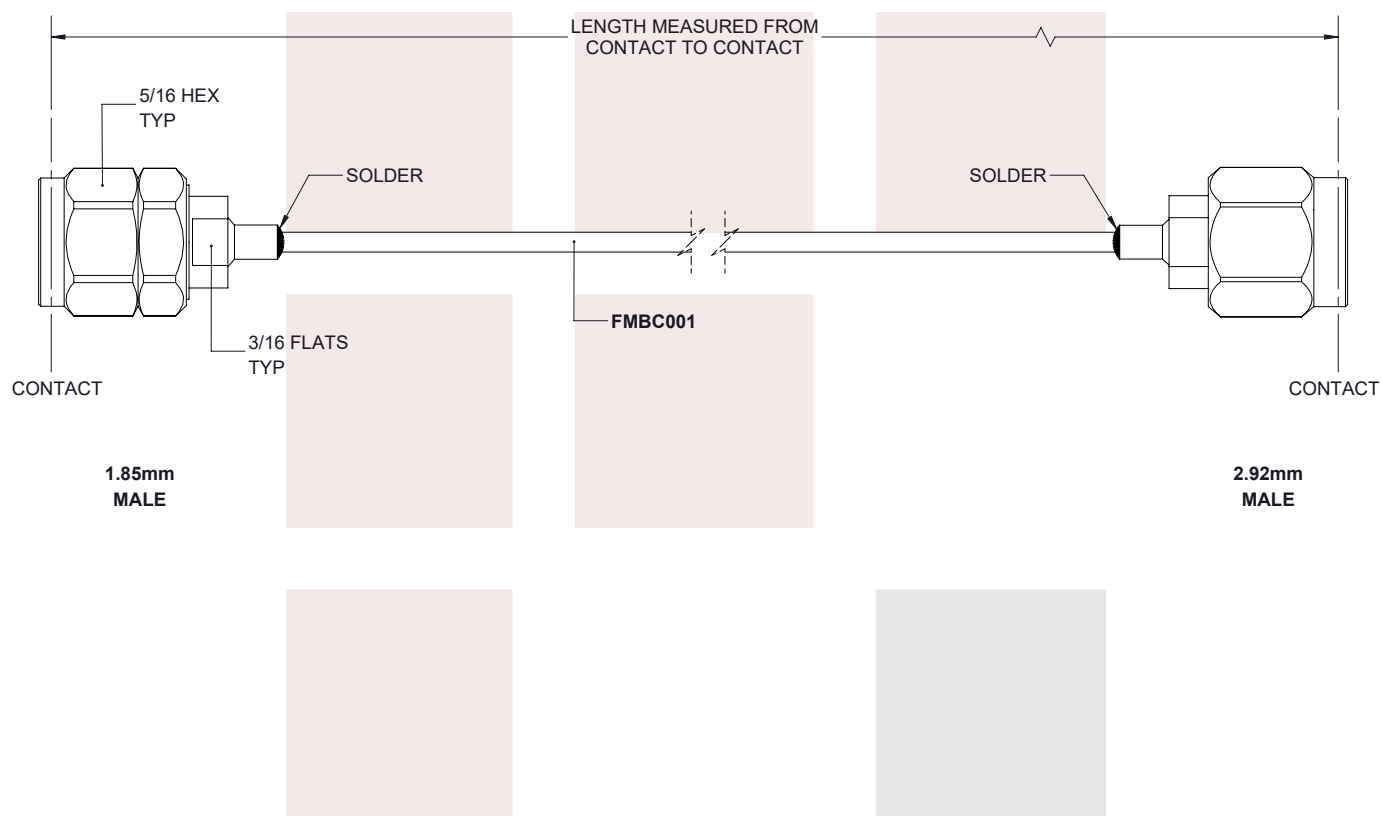 LENGTH MEASURED FROM
CONTACT TO CONTACT
5/16 HEX
TYP
SOLDER
SOLDER
FMBC001
3/16 FLATS
TYP
CONTACT
CONTACT
1.85mm
MALE
2.92mm
MALE